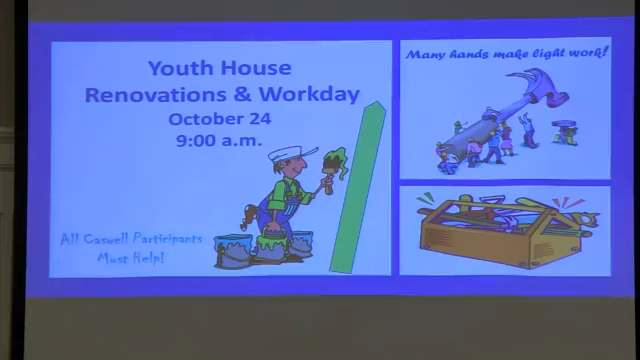 Youth House
Renovations & Workday
October 24
9:00 a.m.
All Caswell Participants
Must Help!
Many hands make light work!